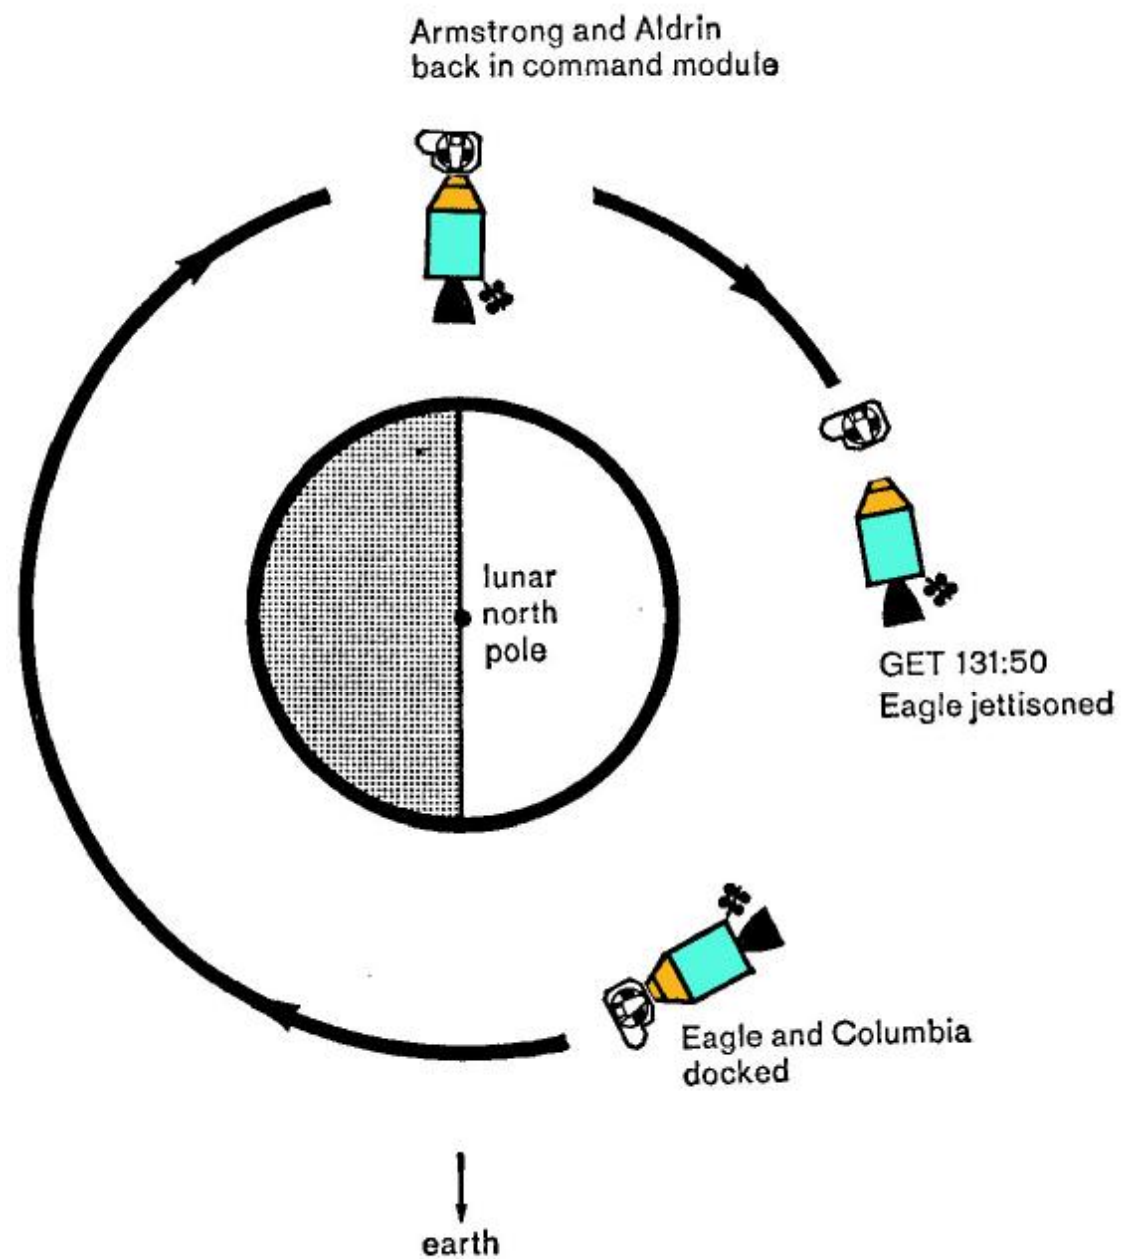 Armstrong and Aldrin
back in command module
lunar
north
pole
GET 131:50
Eagle jettisoned
Eagle and Columbia
docked
earth